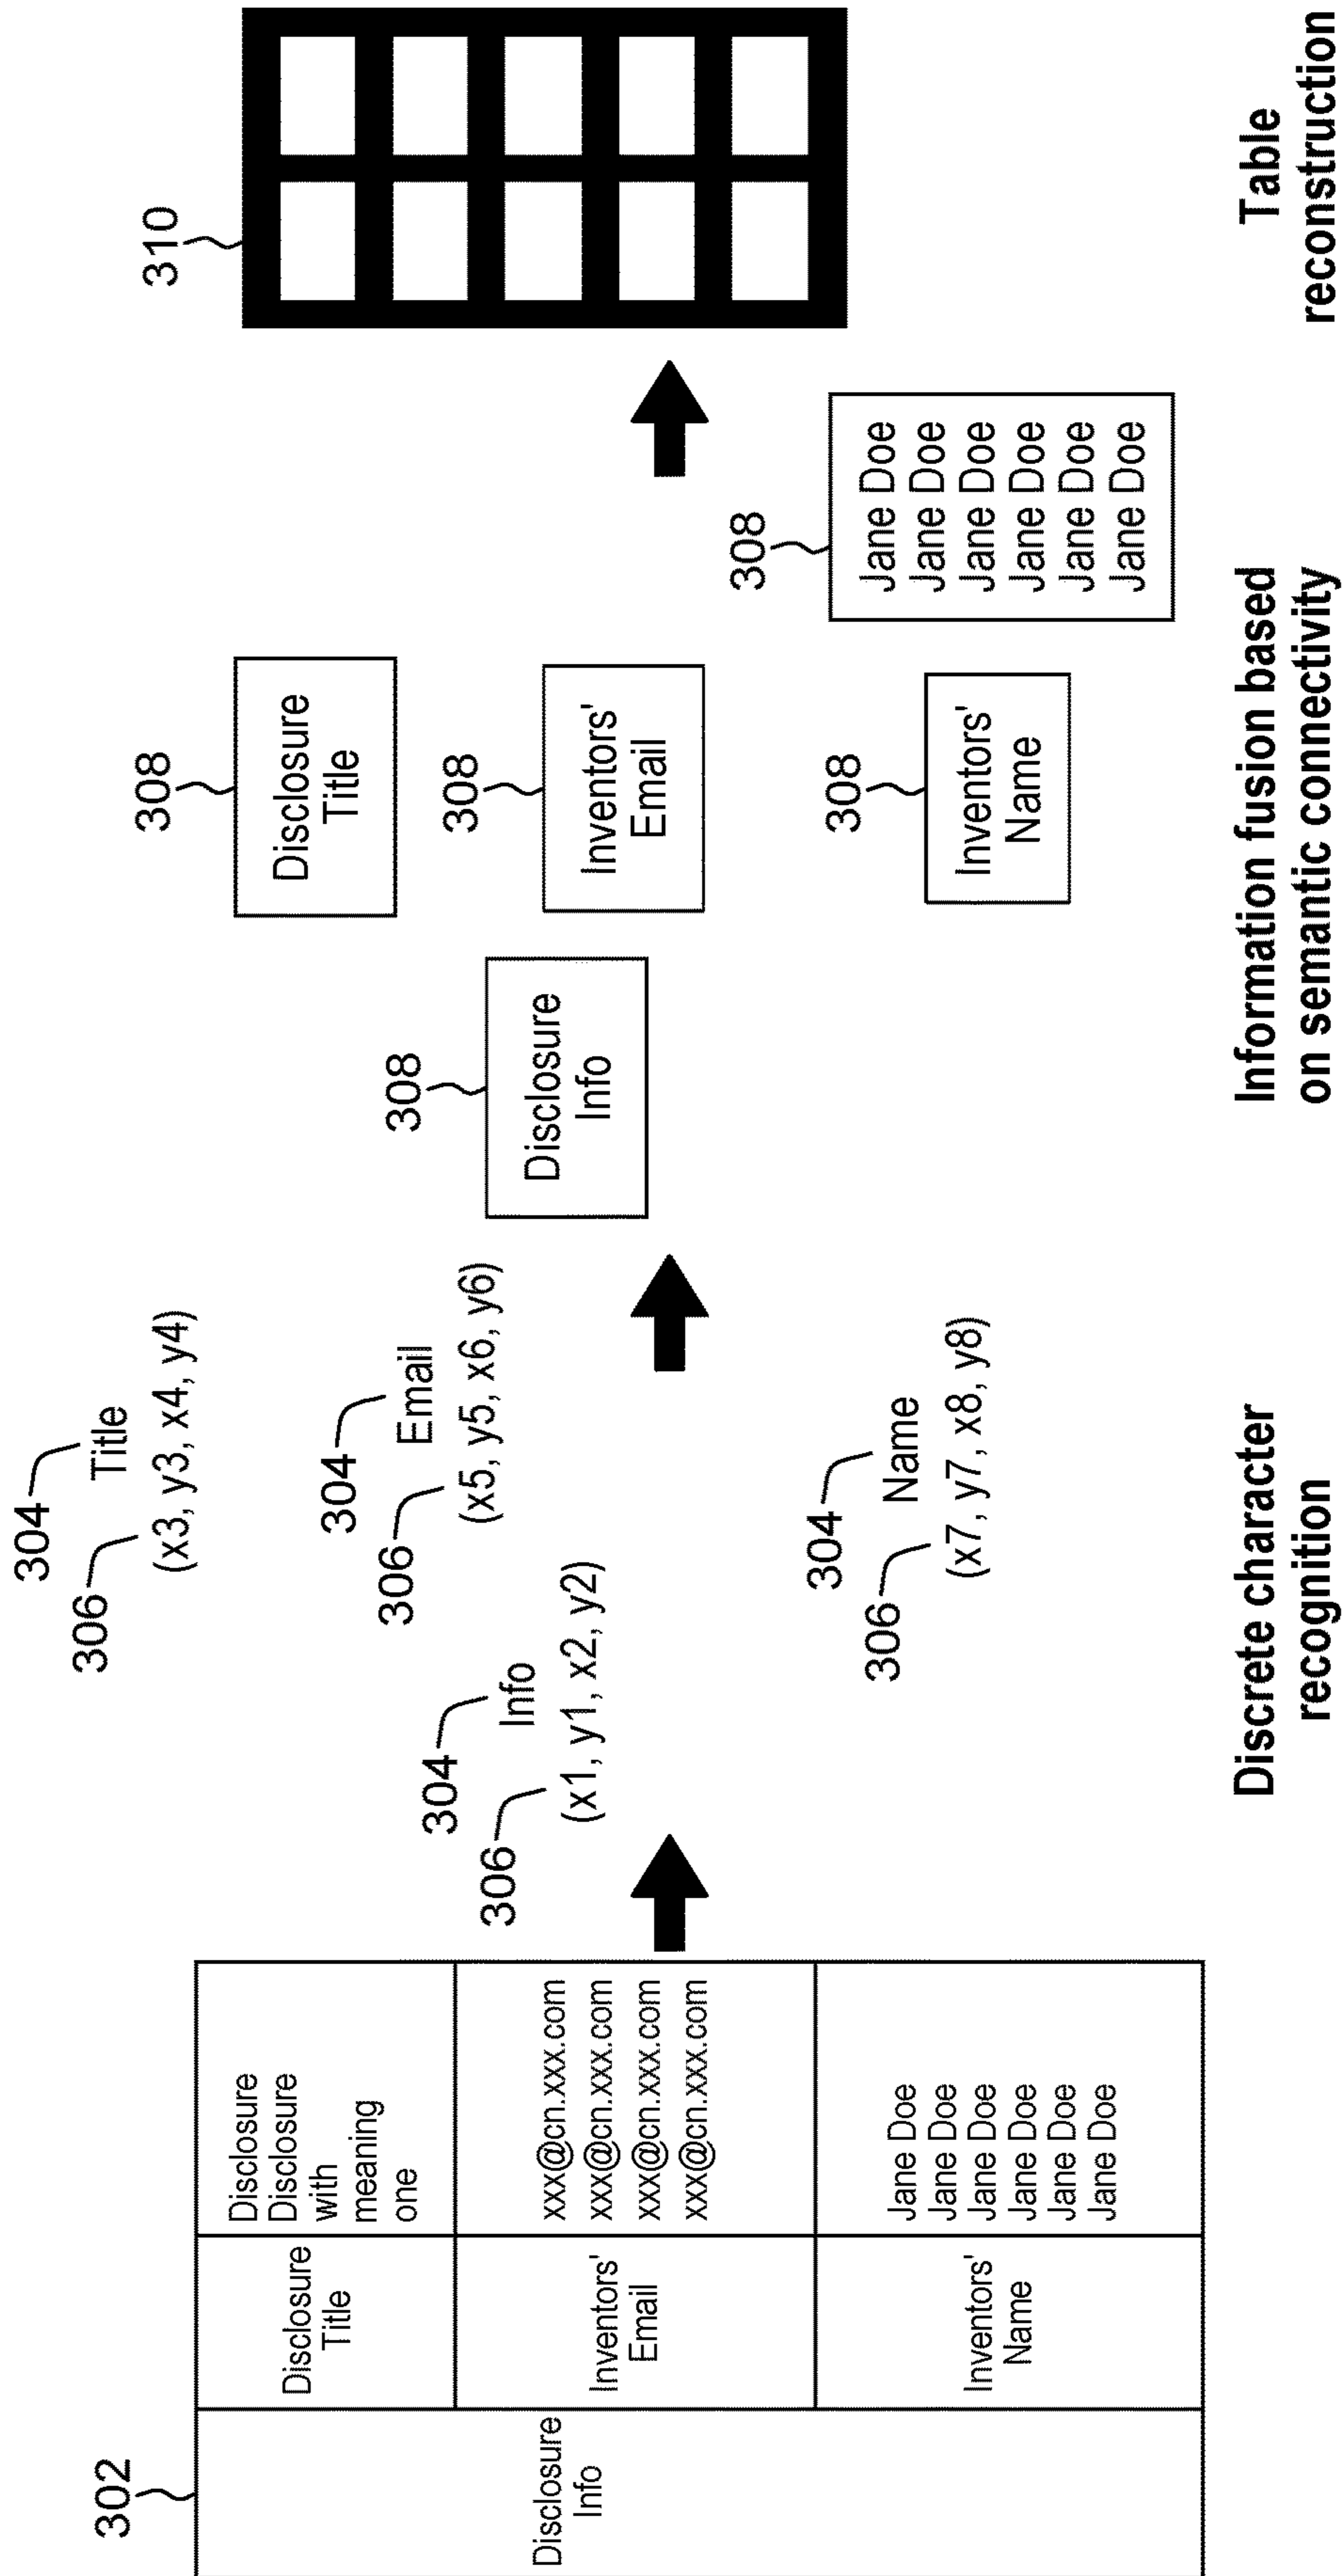 302
Disclosure
Info
Disclosure
Title
Inventors'
Email
Inventors'
Name
Disclosure
Disclosure
with
meaning
one
xxx@cn.xxx.com
xxx@cn.xxx.com
xxx@cn.xxx.com
xxx@cn.xxx.com
Jane Doe
Jane Doe
Jane Doe
Jane Doe
Jane Doe
Jane Doe
304
Title
306
(x3, y3, x4, y4)
304
Email
306
(x5, y5, x6, y6)
304
Info
306
(x1, y1, x2, y2)
304
Name
306
(x7, y7, x8, y8)
Discrete character
recognition
308
Disclosure
Info
308
Disclosure
Title
308
Inventors'
Email
308
Inventors'
Name
308
Jane Doe
Jane Doe
Jane Doe
Jane Doe
Jane Doe
Jane Doe
Information fusion based
on semantic connectivity
310
Table
reconstruction